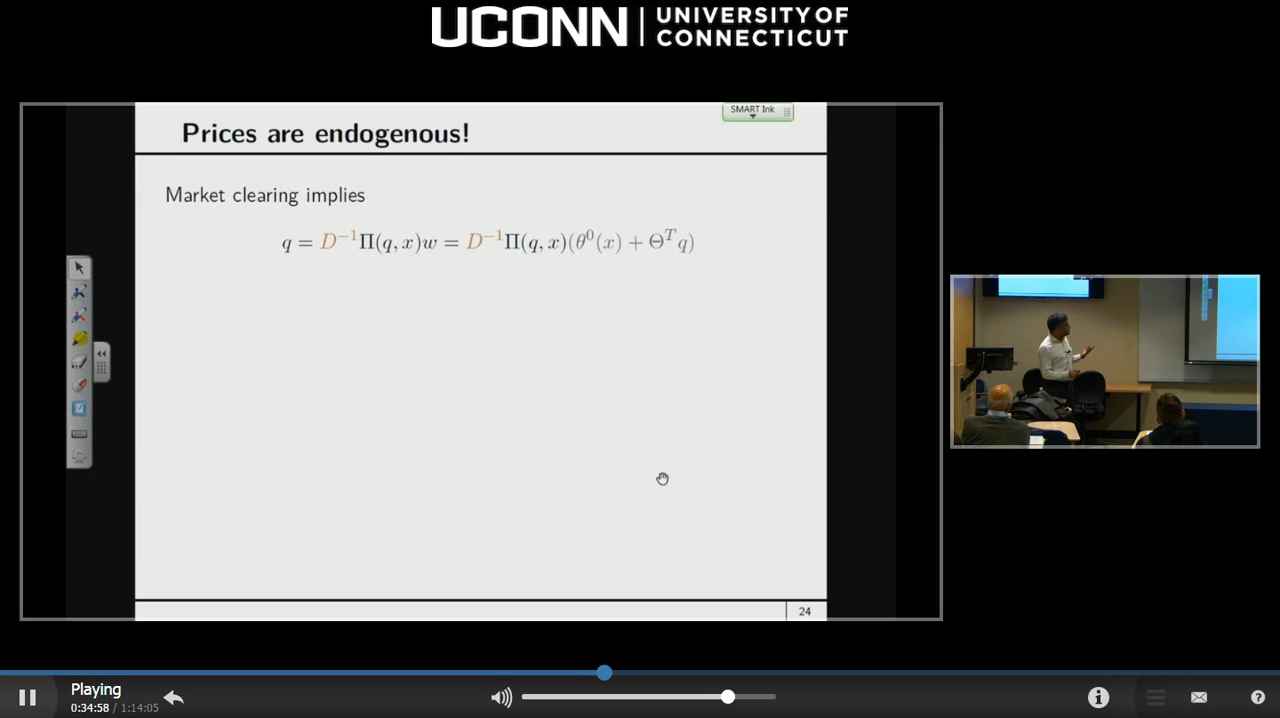 UCONN | UNIVERSITY OF
CONNECTICUT
SMART Ink
Prices are endogenous!
Market clearing implies
q = D⁻¹Π(q, x)w = D⁻¹Π(q, x)(θ⁰(x) + Θᵀq)
24
Playing
0:34:58 / 1:14:05